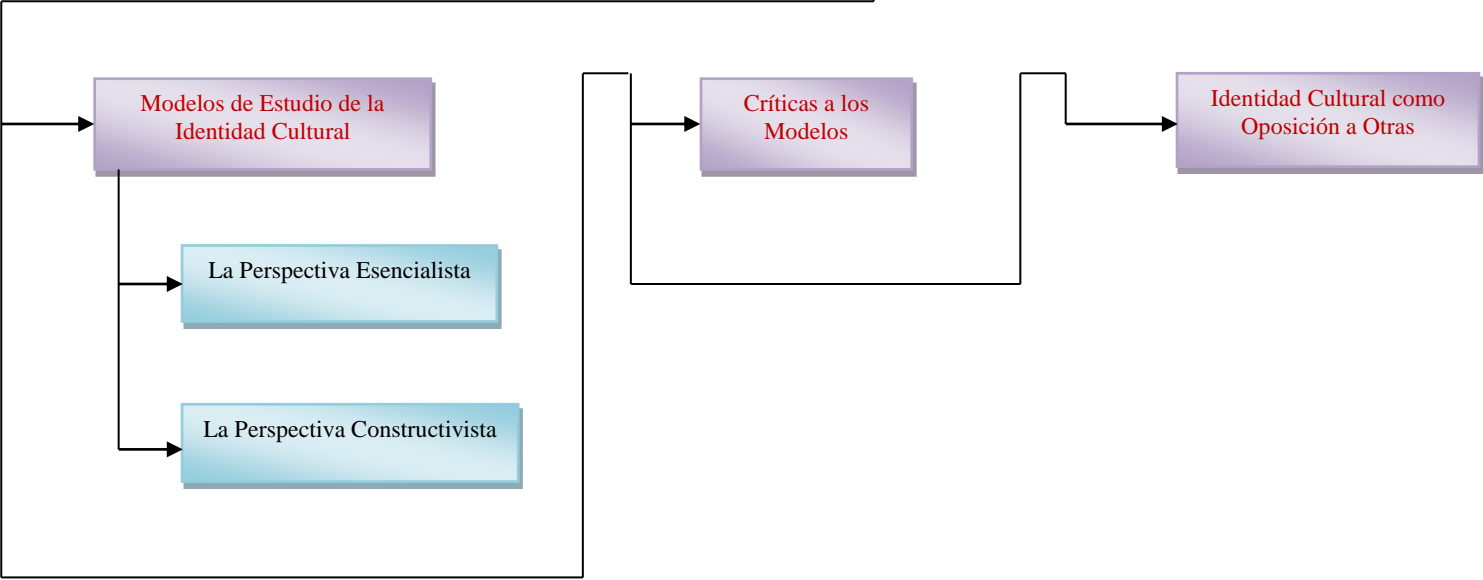 Modelos de Estudio de la
Identidad Cultural
La Perspectiva Esencialista
La Perspectiva Constructivista
Críticas a los
Modelos
Identidad Cultural como
Oposición a Otras